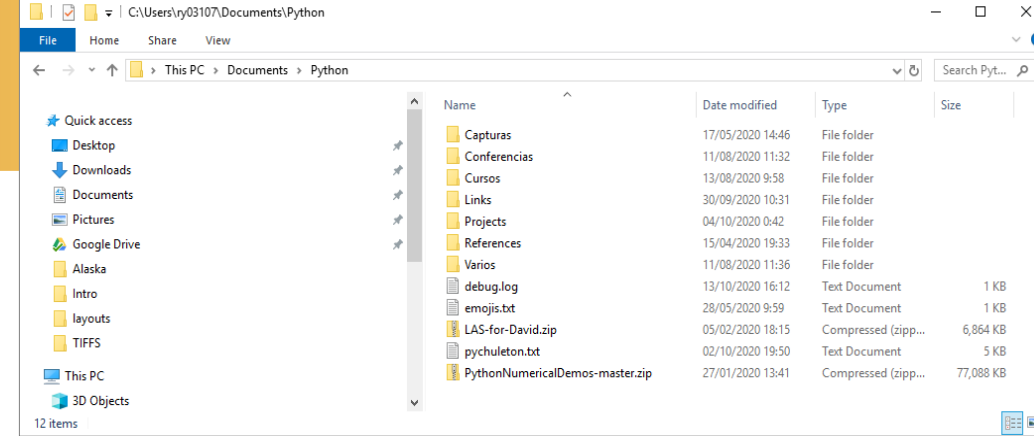 C:\Users\ry03107\Documents\Python
File Home Share View
This PC > Documents > Python Search Pyt...
Name Date modified Type Size
Quick access
Desktop
Downloads
Documents
Pictures
Google Drive
Alaska
Intro
layouts
TIFFS
This PC
3D Objects
Capturas 17/05/2020 14:46 File folder
Conferencias 11/08/2020 11:32 File folder
Cursos 13/08/2020 9:58 File folder
Links 30/09/2020 10:31 File folder
Projects 04/10/2020 0:42 File folder
References 15/04/2020 19:33 File folder
Varios 11/08/2020 11:36 File folder
debug.log 13/10/2020 16:12 Text Document 1 KB
emojis.txt 28/05/2020 9:59 Text Document 1 KB
LAS-for-David.zip 05/02/2020 18:15 Compressed (zipp... 6,864 KB
pychuleton.txt 02/10/2020 19:50 Text Document 5 KB
PythonNumericalDemos-master.zip 27/01/2020 13:41 Compressed (zipp... 77,088 KB
12 items